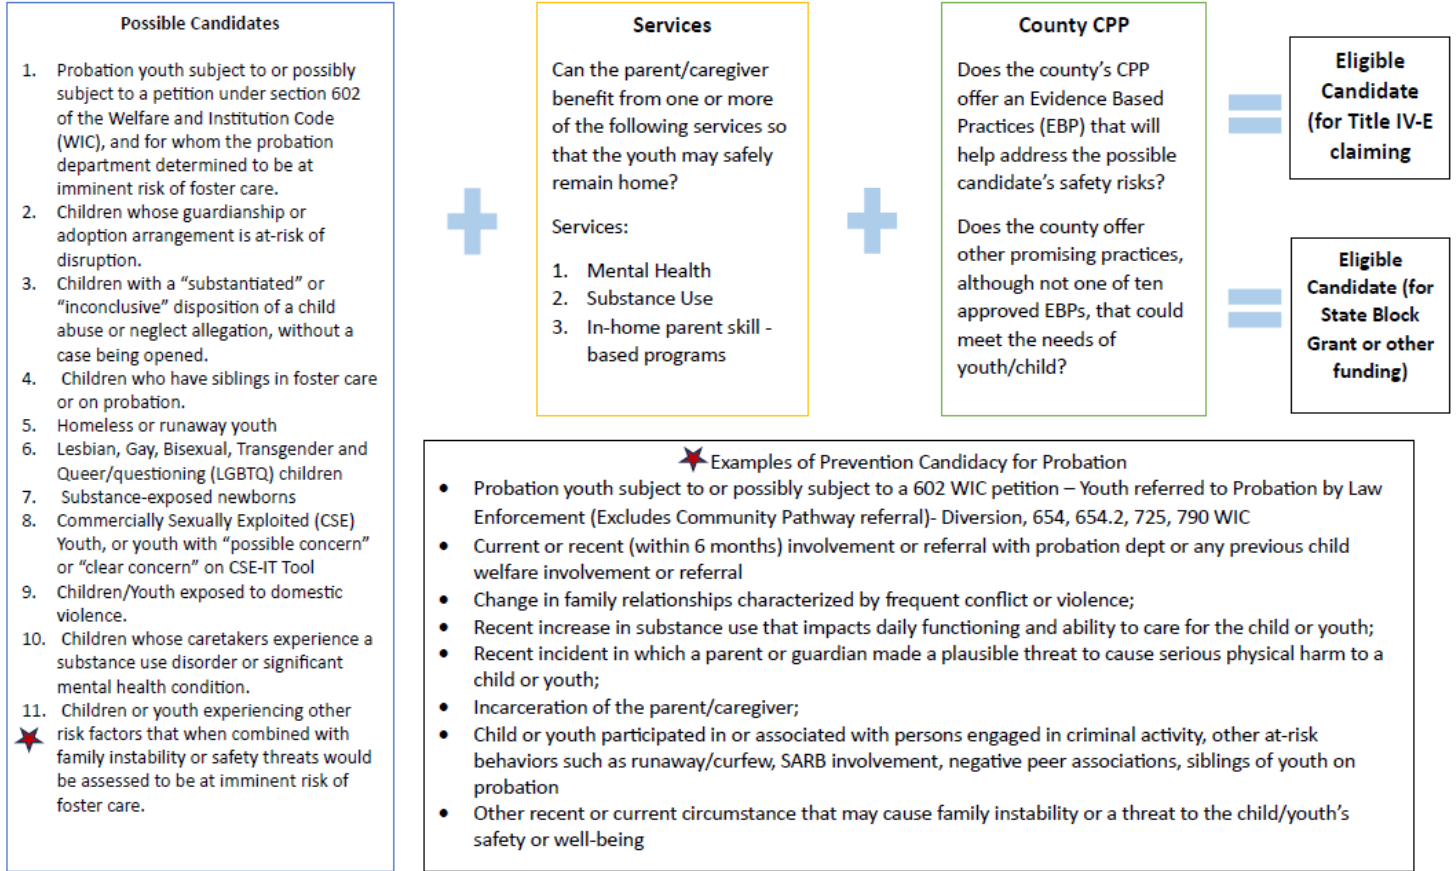 Possible Candidates
1. Probation youth subject to or possibly
subject to a petition under section 602
of the Welfare and Institution Code
(WIC), and for whom the probation
department determined to be at
imminent risk of foster care.
2. Children whose guardianship or
adoption arrangement is at-risk of
disruption.
3. Children with a “substantiated” or
“inconclusive” disposition of a child
abuse or neglect allegation, without a
case being opened.
4. Children who have siblings in foster care
or on probation.
5. Homeless or runaway youth
6. Lesbian, Gay, Bisexual, Transgender and
Queer/questioning (LGBTQ) children
7. Substance-exposed newborns
8. Commercially Sexually Exploited (CSE)
Youth, or youth with “possible concern”
or “clear concern” on CSE-IT Tool
9. Children/Youth exposed to domestic
violence.
10. Children whose caretakers experience a
substance use disorder or significant
mental health condition.
11. Children or youth experiencing other
risk factors that when combined with
family instability or safety threats would
be assessed to be at imminent risk of
foster care.
Services
Can the parent/caregiver
benefit from one or more
of the following services so
that the youth may safely
remain home?
Services:
1. Mental Health
2. Substance Use
3. In-home parent skill -
based programs
County CPP
Does the county’s CPP
offer an Evidence Based
Practices (EBP) that will
help address the possible
candidate’s safety risks?
Does the county offer
other promising practices,
although not one of ten
approved EBPs, that could
meet the needs of
youth/child?
Eligible
Candidate
(for Title IV-E
claiming
Eligible
Candidate (for
State Block
Grant or other
funding)
Examples of Prevention Candidacy for Probation
• Probation youth subject to or possibly subject to a 602 WIC petition – Youth referred to Probation by Law
Enforcement (Excludes Community Pathway referral)- Diversion, 654, 654.2, 725, 790 WIC
• Current or recent (within 6 months) involvement or referral with probation dept or any previous child
welfare involvement or referral
• Change in family relationships characterized by frequent conflict or violence;
• Recent increase in substance use that impacts daily functioning and ability to care for the child or youth;
• Recent incident in which a parent or guardian made a plausible threat to cause serious physical harm to a
child or youth;
• Incarceration of the parent/caregiver;
• Child or youth participated in or associated with persons engaged in criminal activity, other at-risk
behaviors such as runaway/curfew, SARB involvement, negative peer associations, siblings of youth on
probation
• Other recent or current circumstance that may cause family instability or a threat to the child/youth’s
safety or well-being